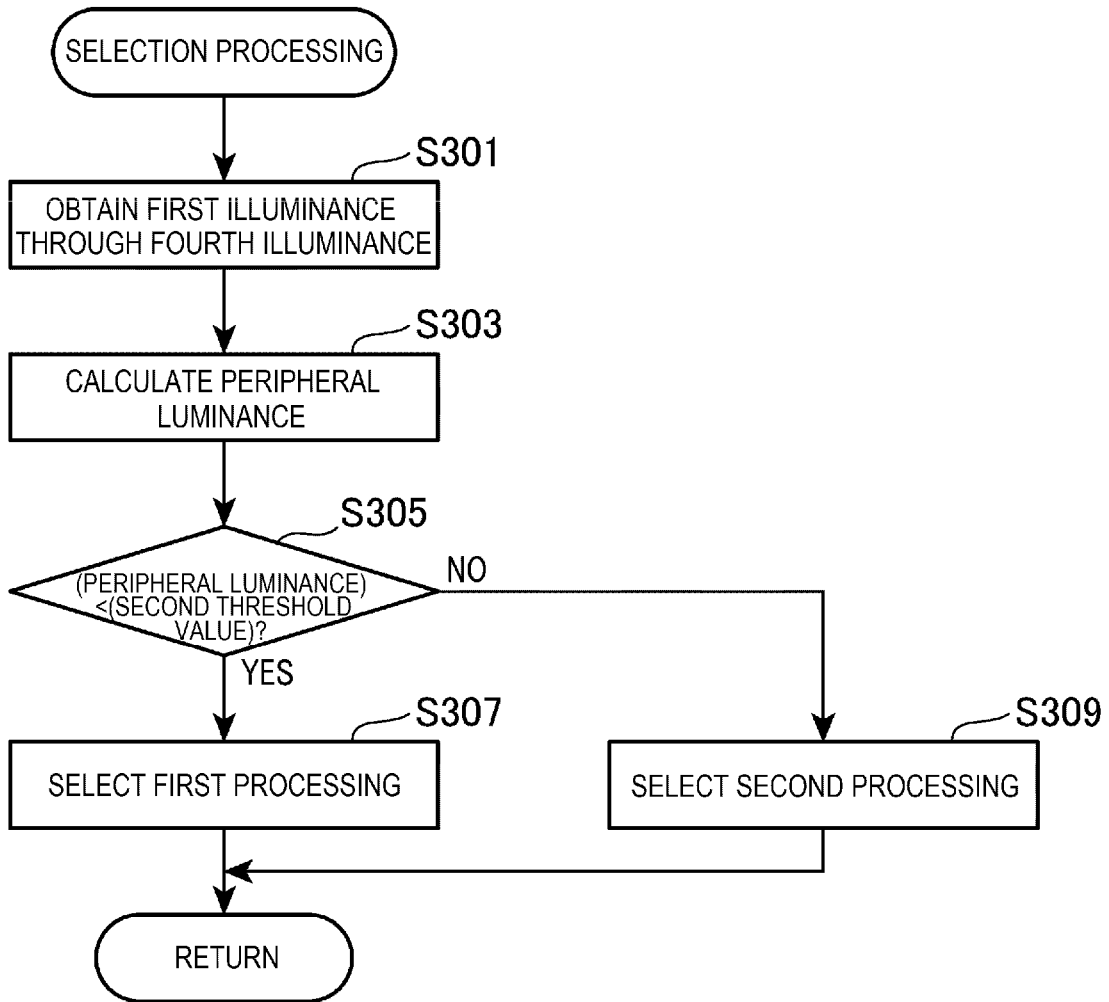 SELECTION PROCESSING
S301
OBTAIN FIRST ILLUMINANCE
THROUGH FOURTH ILLUMINANCE
S303
CALCULATE PERIPHERAL
LUMINANCE
S305
(PERIPHERAL LUMINANCE)
<(SECOND THRESHOLD
VALUE)?
NO
YES
S307
SELECT FIRST PROCESSING
S309
SELECT SECOND PROCESSING
RETURN